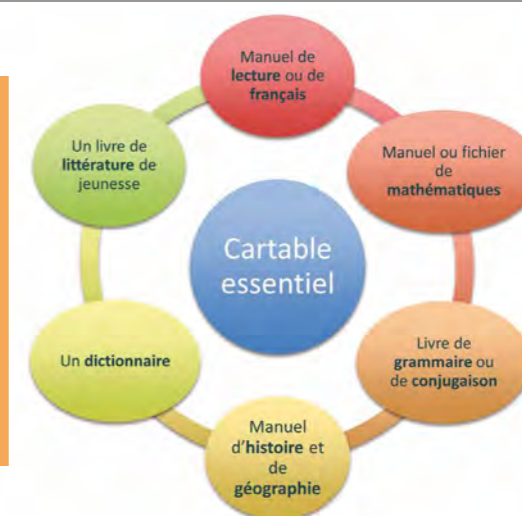 Manuel de
lecture ou de
français
Manuel ou fichier
de
mathématiques
Livre de
grammaire ou
de conjugaison
Manuel
d'histoire et
de
géographie
Un dictionnaire
Un livre de
littérature de
jeunesse
Cartable
essentiel